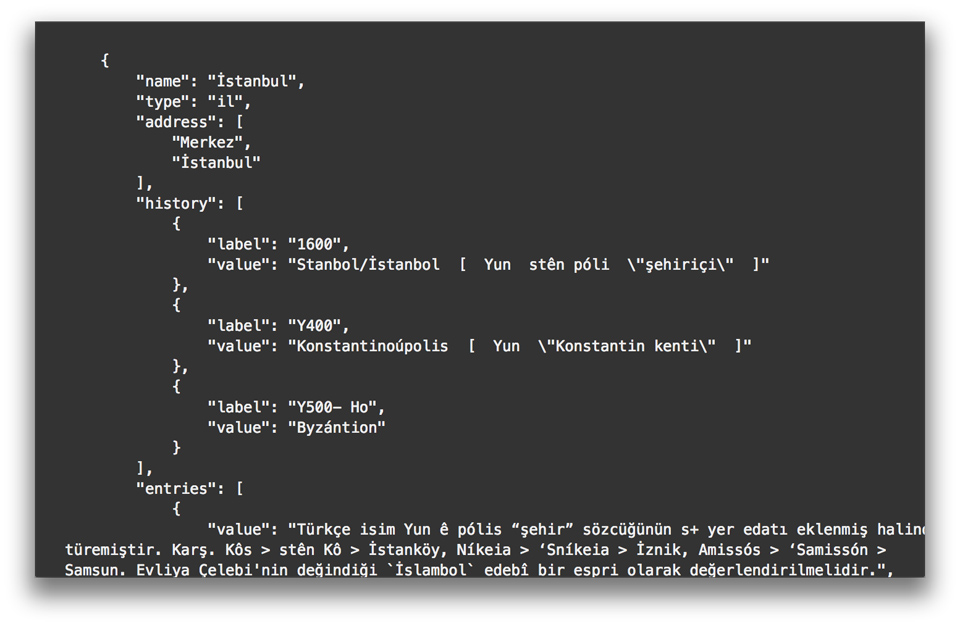 {
"name": "İstanbul",
"type": "il",
"address": [
"Merkez",
"İstanbul"
],
"history": [
{
"label": "1600",
"value": "Stanbol/İstanbol  [  Yun  stên póli  \"şehiriçi\"  ]"
},
{
"label": "Y400",
"value": "Konstantinoúpolis  [  Yun  \"Konstantin kenti\"  ]"
},
{
"label": "Y500– Ho",
"value": "Byzántion"
}
],
"entries": [
{
"value": "Türkçe isim Yun ê pólis “şehir” sözcüğünün s+ yer edatı eklenmiş halin
türemiştir. Karş. Kôs > stên Kô > İstanköy, Níkeia > ‘Sníkeia > İznik, Amissós > ‘Samissón >
Samsun. Evliya Çelebi'nin değindiği `İslambol` edebî bir espri olarak değerlendirilmelidir.",